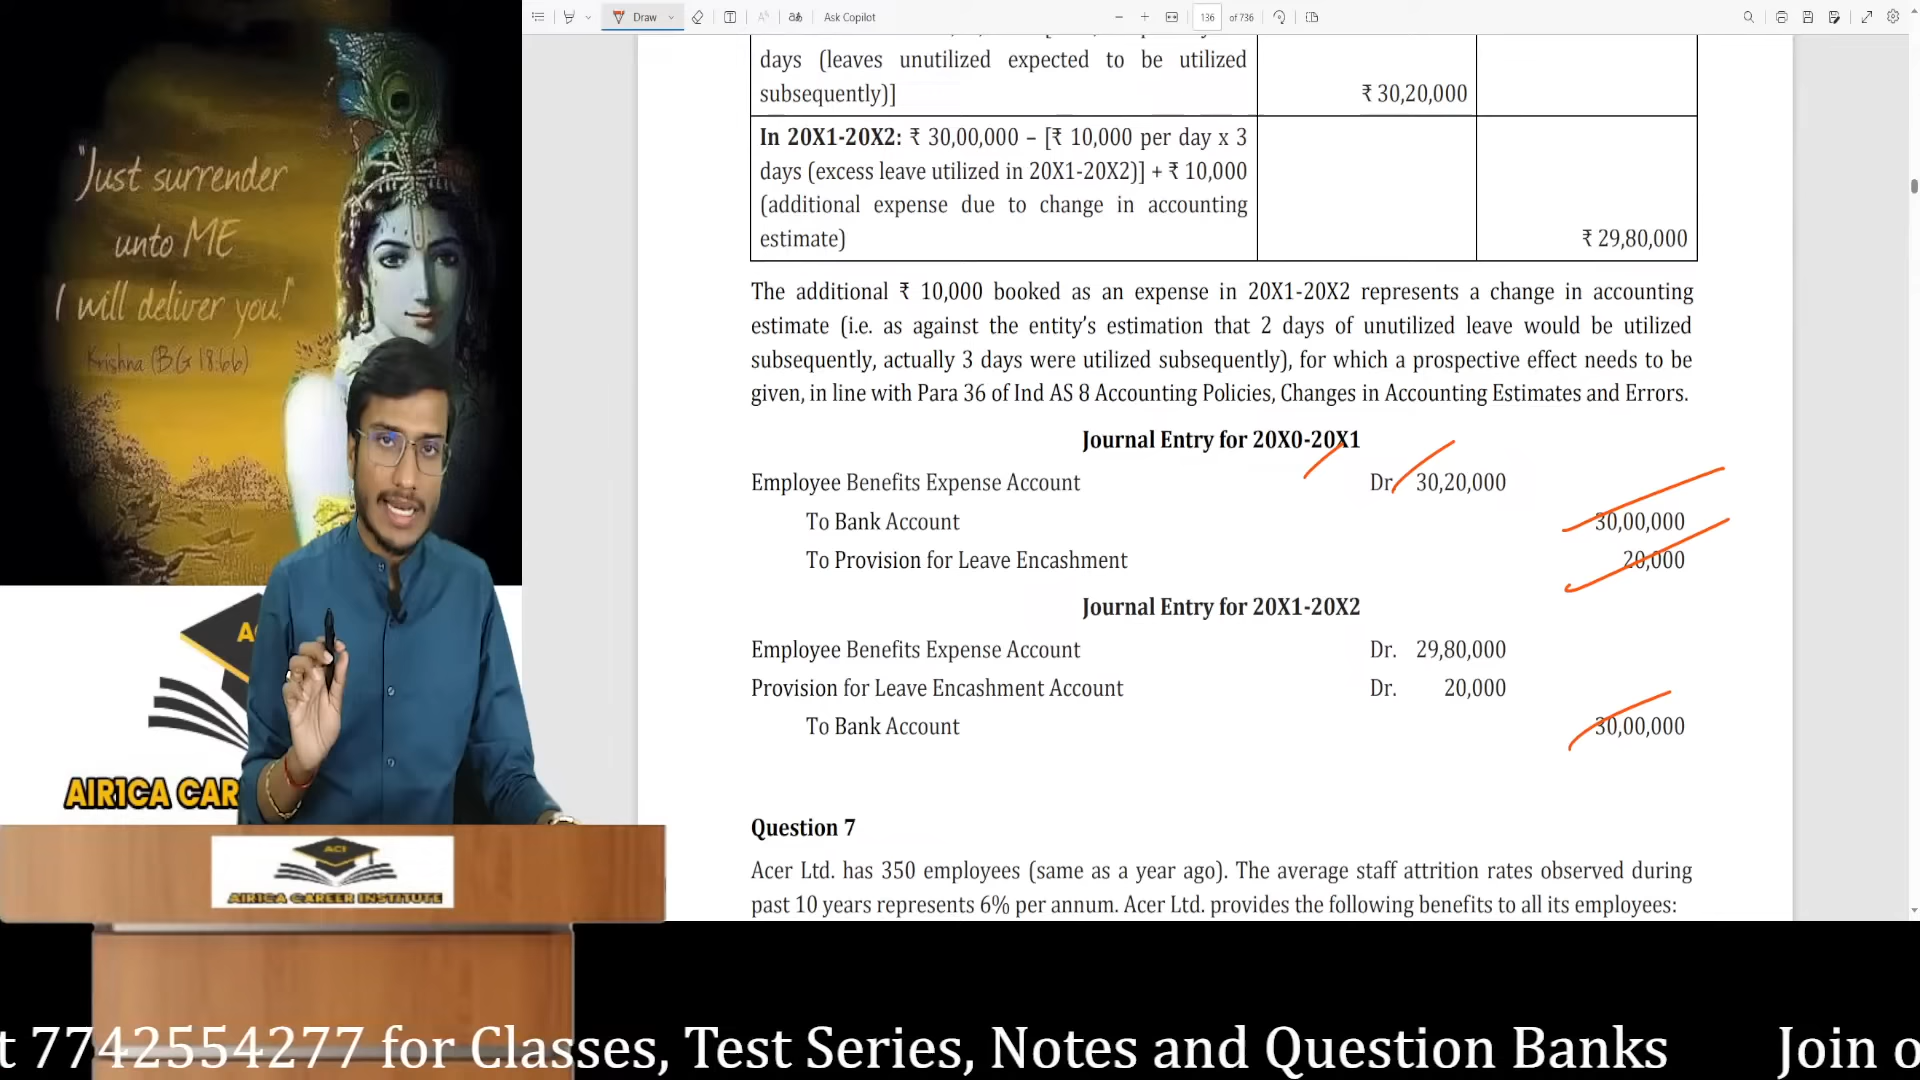 Draw
Ask Copilot
136
of 736
days (leaves unutilized expected to be utilized
subsequently)]
₹ 30,20,000
In 20X1-20X2: ₹ 30,00,000 – [₹ 10,000 per day x 3
days (excess leave utilized in 20X1-20X2)] + ₹ 10,000
(additional expense due to change in accounting
estimate)
₹ 29,80,000
The additional ₹ 10,000 booked as an expense in 20X1-20X2 represents a change in accounting
estimate (i.e. as against the entity's estimation that 2 days of unutilized leave would be utilized
subsequently, actually 3 days were utilized subsequently), for which a prospective effect needs to be
given, in line with Para 36 of Ind AS 8 Accounting Policies, Changes in Accounting Estimates and Errors.
Journal Entry for 20X0-20X1
Employee Benefits Expense Account Dr 30,20,000
To Bank Account 30,00,000
To Provision for Leave Encashment 20,000
Journal Entry for 20X1-20X2
Employee Benefits Expense Account Dr. 29,80,000
Provision for Leave Encashment Account Dr. 20,000
To Bank Account 30,00,000
Question 7
Acer Ltd. has 350 employees (same as a year ago). The average staff attrition rates observed during
past 10 years represents 6% per annum. Acer Ltd. provides the following benefits to all its employees:
"Just surrender
unto ME
I will deliver you!"
Krishna (B.G 18:66)
A
AIR1CA CAR
ACI
AIR1CA CAREER INSTITUTE
t 7742554277 for Classes, Test Series, Notes and Question Banks Join o